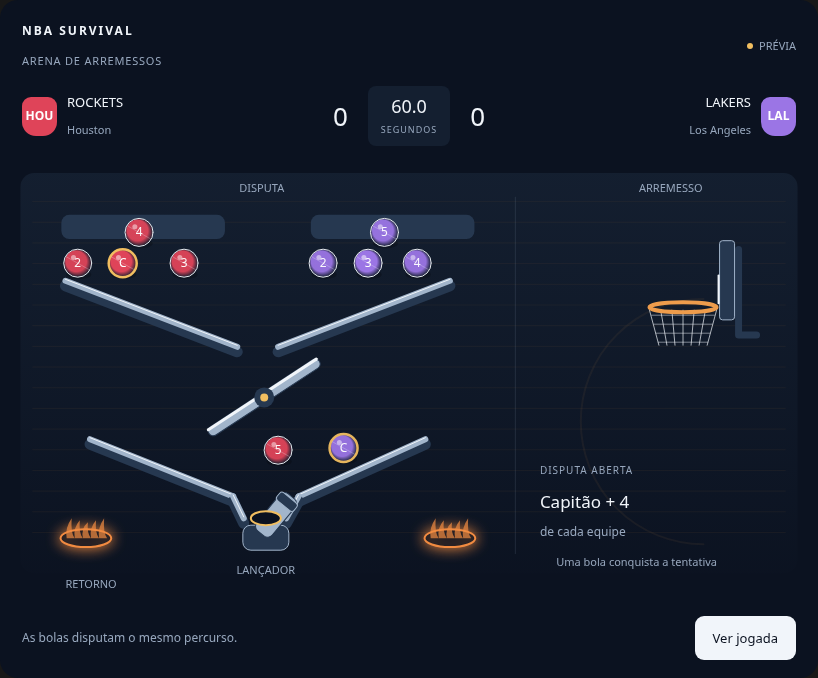 NBA SURVIVAL
ARENA DE ARREMESSOS
PRÉVIA
HOU
ROCKETS
Houston
0
60.0
SEGUNDOS
0
LAKERS
Los Angeles
LAL
DISPUTA
ARREMESSO
4
5
2
C
3
2
3
4
5
C
DISPUTA ABERTA
Capitão + 4
de cada equipe
Uma bola conquista a tentativa
LANÇADOR
RETORNO
As bolas disputam o mesmo percurso.
Ver jogada